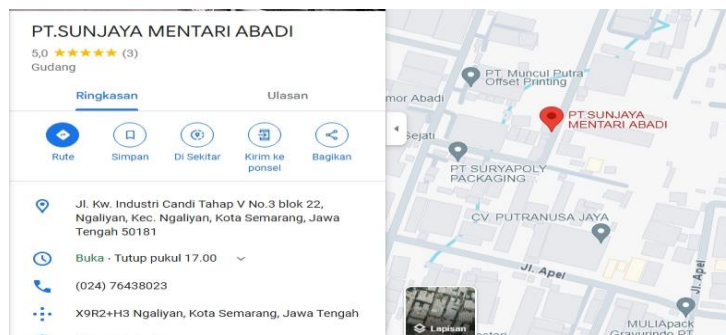 PT.SUNJAYA MENTARI ABADI
5,0 (3)
Gudang
Ringkasan
Ulasan
Rute
Simpan
Di Sekitar
Kirim ke
ponsel
Bagikan
Jl. Kw. Industri Candi Tahap V No.3 blok 22,
Ngaliyan, Kec. Ngaliyan, Kota Semarang, Jawa
Tengah 50181
Buka · Tutup pukul 17.00
(024) 76438023
X9R2+H3 Ngaliyan, Kota Semarang, Jawa Tengah
PT. Muncul Putra
Offset Printing
mor Abadi
PT.SUNJAYA
MENTARI ABADI
Sejati
PT SURYAPOLY
PACKAGING
CV. PUTRANUSA JAYA
Jl. Apel
Jl. Apel
Lapisan
MULIApack
Gravurindo PT